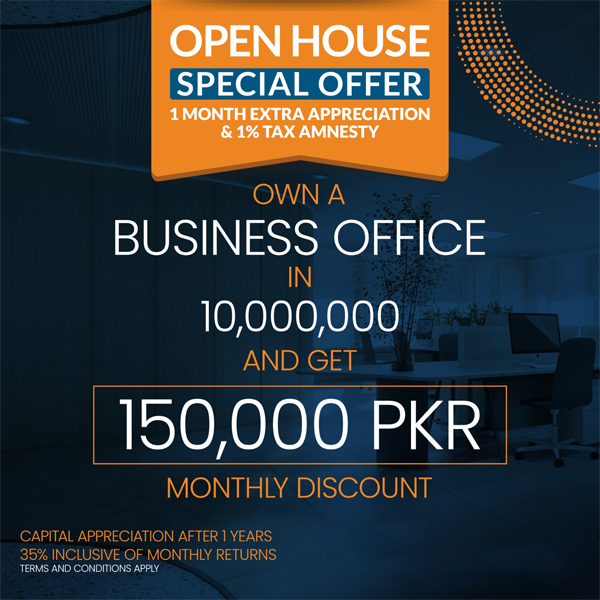 OPEN HOUSE
SPECIAL OFFER
1 MONTH EXTRA APPRECIATION
& 1% TAX AMNESTY
OWN A
BUSINESS OFFICE
IN
10,000,000
AND GET
150,000 PKR
MONTHLY DISCOUNT
CAPITAL APPRECIATION AFTER 1 YEARS
35% INCLUSIVE OF MONTHLY RETURNS
TERMS AND CONDITIONS APPLY